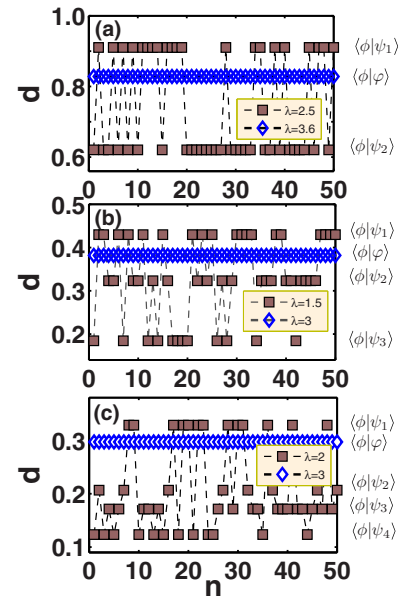 (a)
1.0
0.8
0.6
d
⟨ϕ|ψ₁⟩
⟨ϕ|φ⟩
⟨ϕ|ψ₂⟩
λ=2.5
λ=3.6
0 10 20 30 40 50
(b)
0.5
0.4
0.3
0.2
d
⟨ϕ|ψ₁⟩
⟨ϕ|φ⟩
⟨ϕ|ψ₂⟩
⟨ϕ|ψ₃⟩
λ=1.5
λ=3
0 10 20 30 40 50
(c)
0.3
0.2
0.1
d
⟨ϕ|ψ₁⟩
⟨ϕ|φ⟩
⟨ϕ|ψ₂⟩
⟨ϕ|ψ₃⟩
⟨ϕ|ψ₄⟩
λ=2
λ=3
0 10 20 30 40 50
n